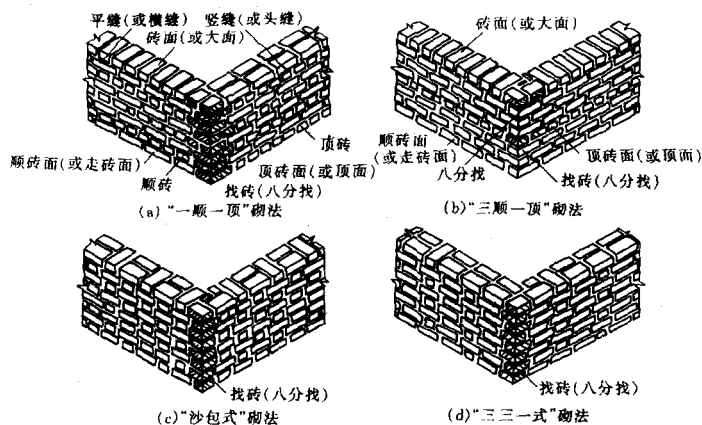 平缝(或横缝) 竖缝(或头缝)
砖面(或大面)
顶砖
顺砖面(或走砖面)
顺砖
顶砖面(或顶面)
找砖(八分找)
(a)“一顺一顶”砌法
砖面(或大面)
顺砖面
(或走砖面)
八分找
顶砖面(或顶面)
找砖(八分找)
(b)“三顺一顶”砌法
找砖(八分找)
(c)“沙包式”砌法
找砖(八分找)
(d)“三三一式”砌法